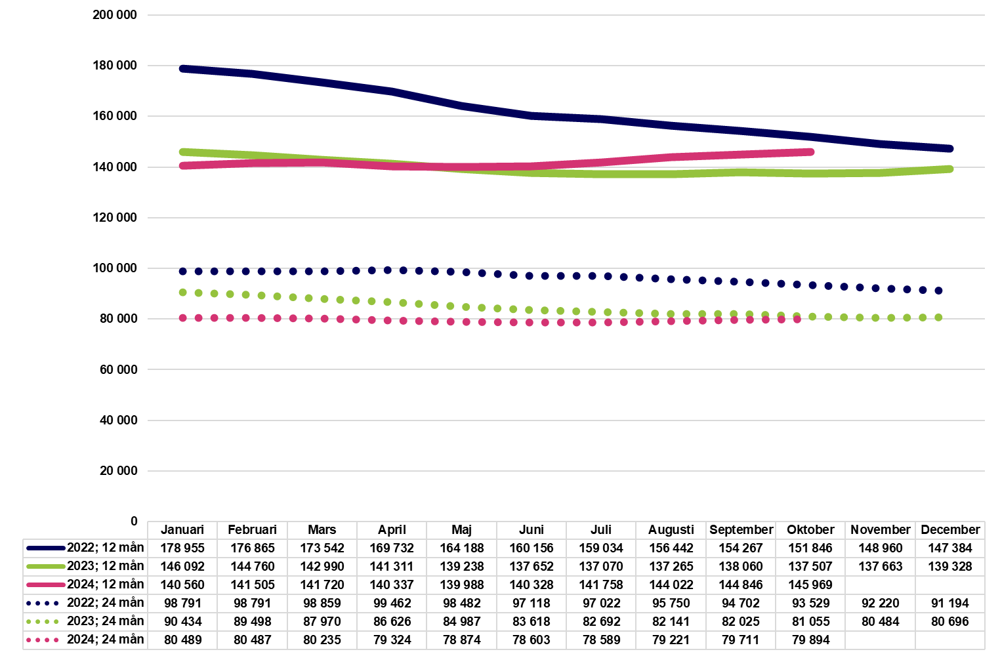 200 000
180 000
160 000
140 000
120 000
100 000
80 000
60 000
40 000
20 000
0
Januari Februari Mars April Maj Juni Juli Augusti September Oktober November December
2022; 12 mån 178 955 176 865 173 542 169 732 164 188 160 156 159 034 156 442 154 267 151 846 148 960 147 384
2023; 12 mån 146 092 144 760 142 990 141 311 139 238 137 652 137 070 137 265 138 060 137 507 137 663 139 328
2024; 12 mån 140 560 141 505 141 720 140 337 139 988 140 328 141 758 144 022 144 846 145 969
2022; 24 mån 98 791 98 791 98 859 99 462 98 482 97 118 97 022 95 750 94 702 93 529 92 220 91 194
2023; 24 mån 90 434 89 498 87 970 86 626 84 987 83 618 82 692 82 141 82 025 81 055 80 484 80 696
2024; 24 mån 80 489 80 487 80 235 79 324 78 874 78 603 78 589 79 221 79 711 79 894